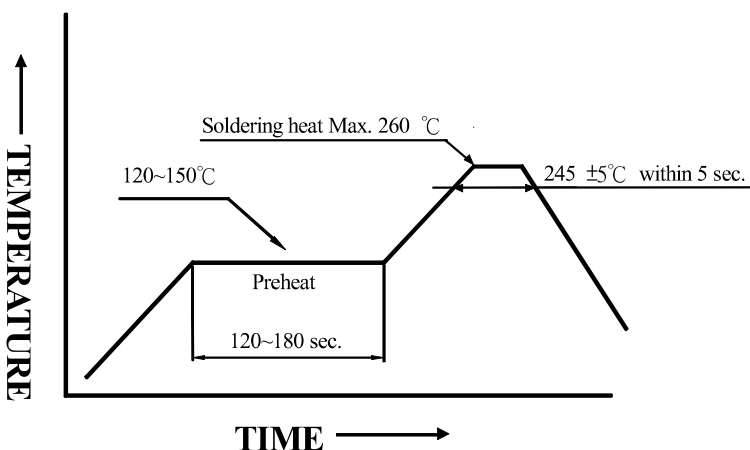 Soldering heat Max. 260 ℃
120~150℃
245 ±5℃ within 5 sec.
Preheat
120~180 sec.
TEMPERATURE
TIME